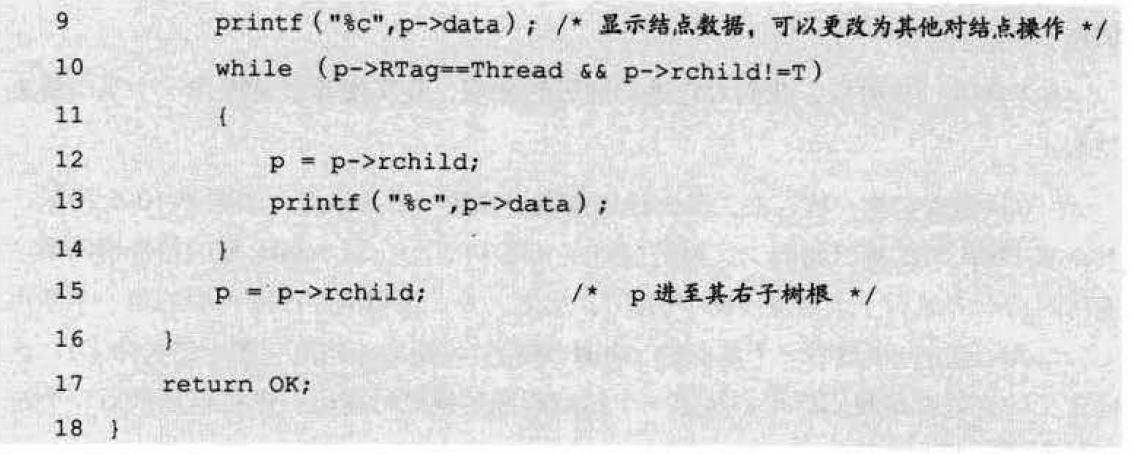 9 printf("%c",p->data); /* 显示结点数据，可以更改为其他对结点操作 */
10 while (p->RTag==Thread && p->rchild!=T)
11 {
12 p = p->rchild;
13 printf("%c",p->data);
14 }
15 p = p->rchild; /* p进至其右子树根 */
16 }
17 return OK;
18 }